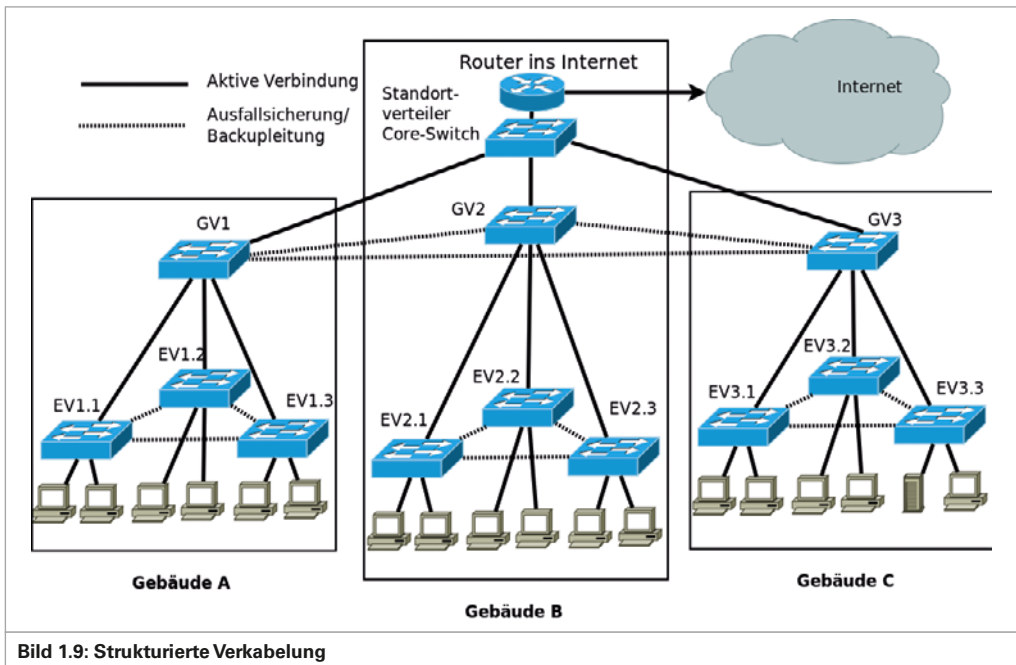 Aktive Verbindung
Ausfallsicherung/
Backupleitung
Router ins Internet
Standort-
verteiler
Core-Switch
Internet
GV1
GV2
GV3
EV1.1
EV1.2
EV1.3
EV2.1
EV2.2
EV2.3
EV3.1
EV3.2
EV3.3
Gebäude A
Gebäude B
Gebäude C
Bild 1.9: Strukturierte Verkabelung